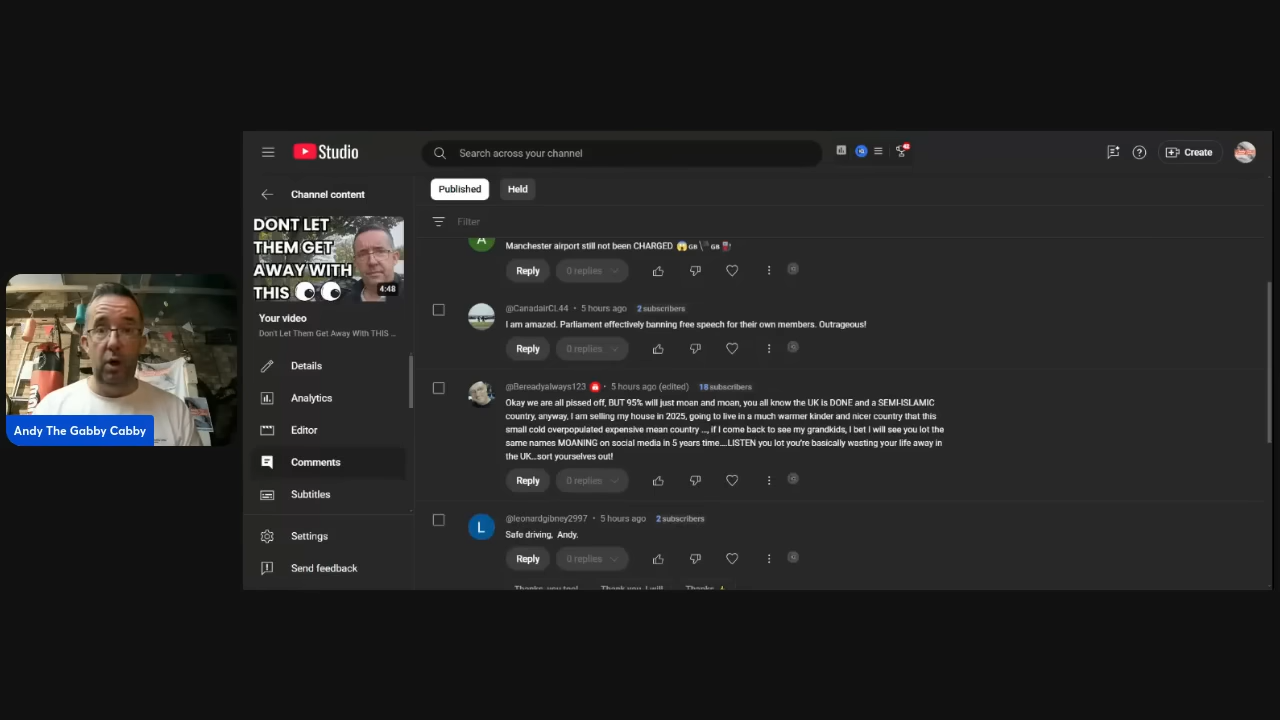 Studio
Search across your channel
Create
Channel content
Published
Held
Filter
DONT LET
THEM GET
AWAY WITH
THIS
4:48
Your video
Don't Let Them Get Away With THIS ...
Details
Analytics
Editor
Comments
Subtitles
Settings
Send feedback
Andy The Gabby Cabby
A
Manchester airport still not been CHARGED
Reply
0 replies
@CanadairCL44 • 5 hours ago 2 subscribers
I am amazed. Parliament effectively banning free speech for their own members. Outrageous!
Reply
0 replies
@Bereadyalways123 • 5 hours ago (edited) 18 subscribers
Okay we are all pissed off, BUT 95% will just moan and moan, you all know the UK is DONE and a SEMI-ISLAMIC
country, anyway, I am selling my house in 2025, going to live in a much warmer kinder and nicer country that this
small cold overpopulated expensive mean country ..., if I come back to see my grandkids, I bet I will see you lot the
same names MOANING on social media in 5 years time....LISTEN you lot you're basically wasting your life away in
the UK...sort yourselves out!
Reply
0 replies
L
@leonardgibney2997 • 5 hours ago 2 subscribers
Safe driving, Andy.
Reply
0 replies
Thanks, you too!
Thank you, I will!
Thanks